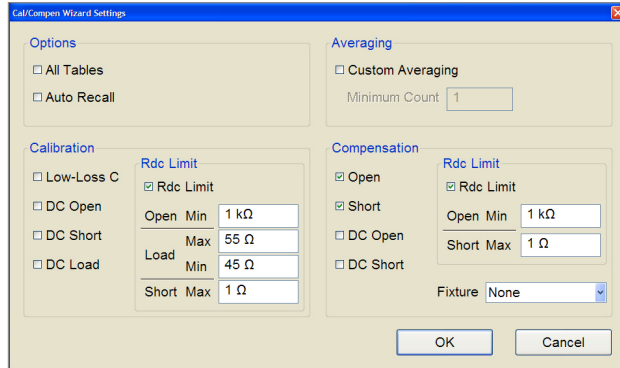 Cal/Compen Wizard Settings
Options
All Tables
Auto Recall
Averaging
Custom Averaging
Minimum Count 1
Calibration
Low-Loss C
DC Open
DC Short
DC Load
Rdc Limit
Rdc Limit
Open Min 1 kΩ
Load Max 55 Ω
Min 45 Ω
Short Max 1 Ω
Compensation
Open
Short
DC Open
DC Short
Rdc Limit
Rdc Limit
Open Min 1 kΩ
Short Max 1 Ω
Fixture None
OK Cancel